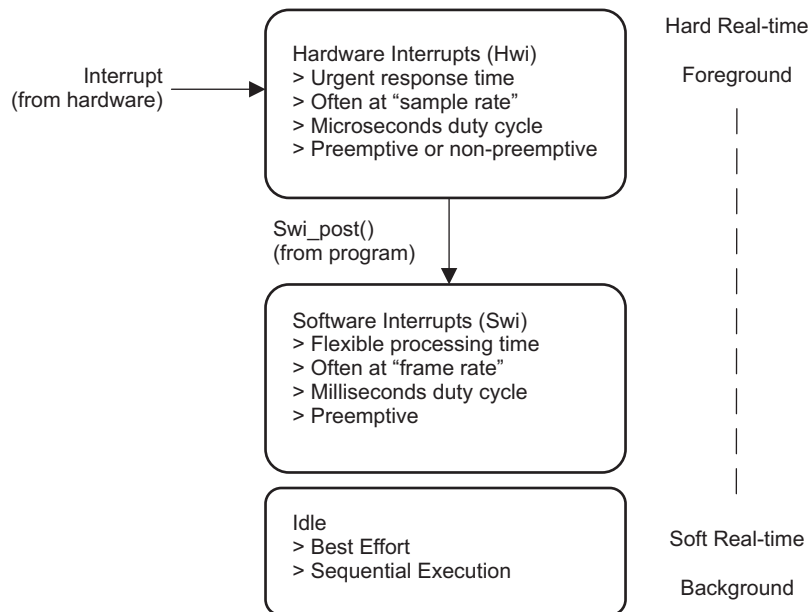 Hard Real-time
Foreground
Interrupt
(from hardware)
Hardware Interrupts (Hwi)
> Urgent response time
> Often at “sample rate”
> Microseconds duty cycle
> Preemptive or non-preemptive
Swi_post()
(from program)
Software Interrupts (Swi)
> Flexible processing time
> Often at “frame rate”
> Milliseconds duty cycle
> Preemptive
Idle
> Best Effort
> Sequential Execution
Soft Real-time
Background